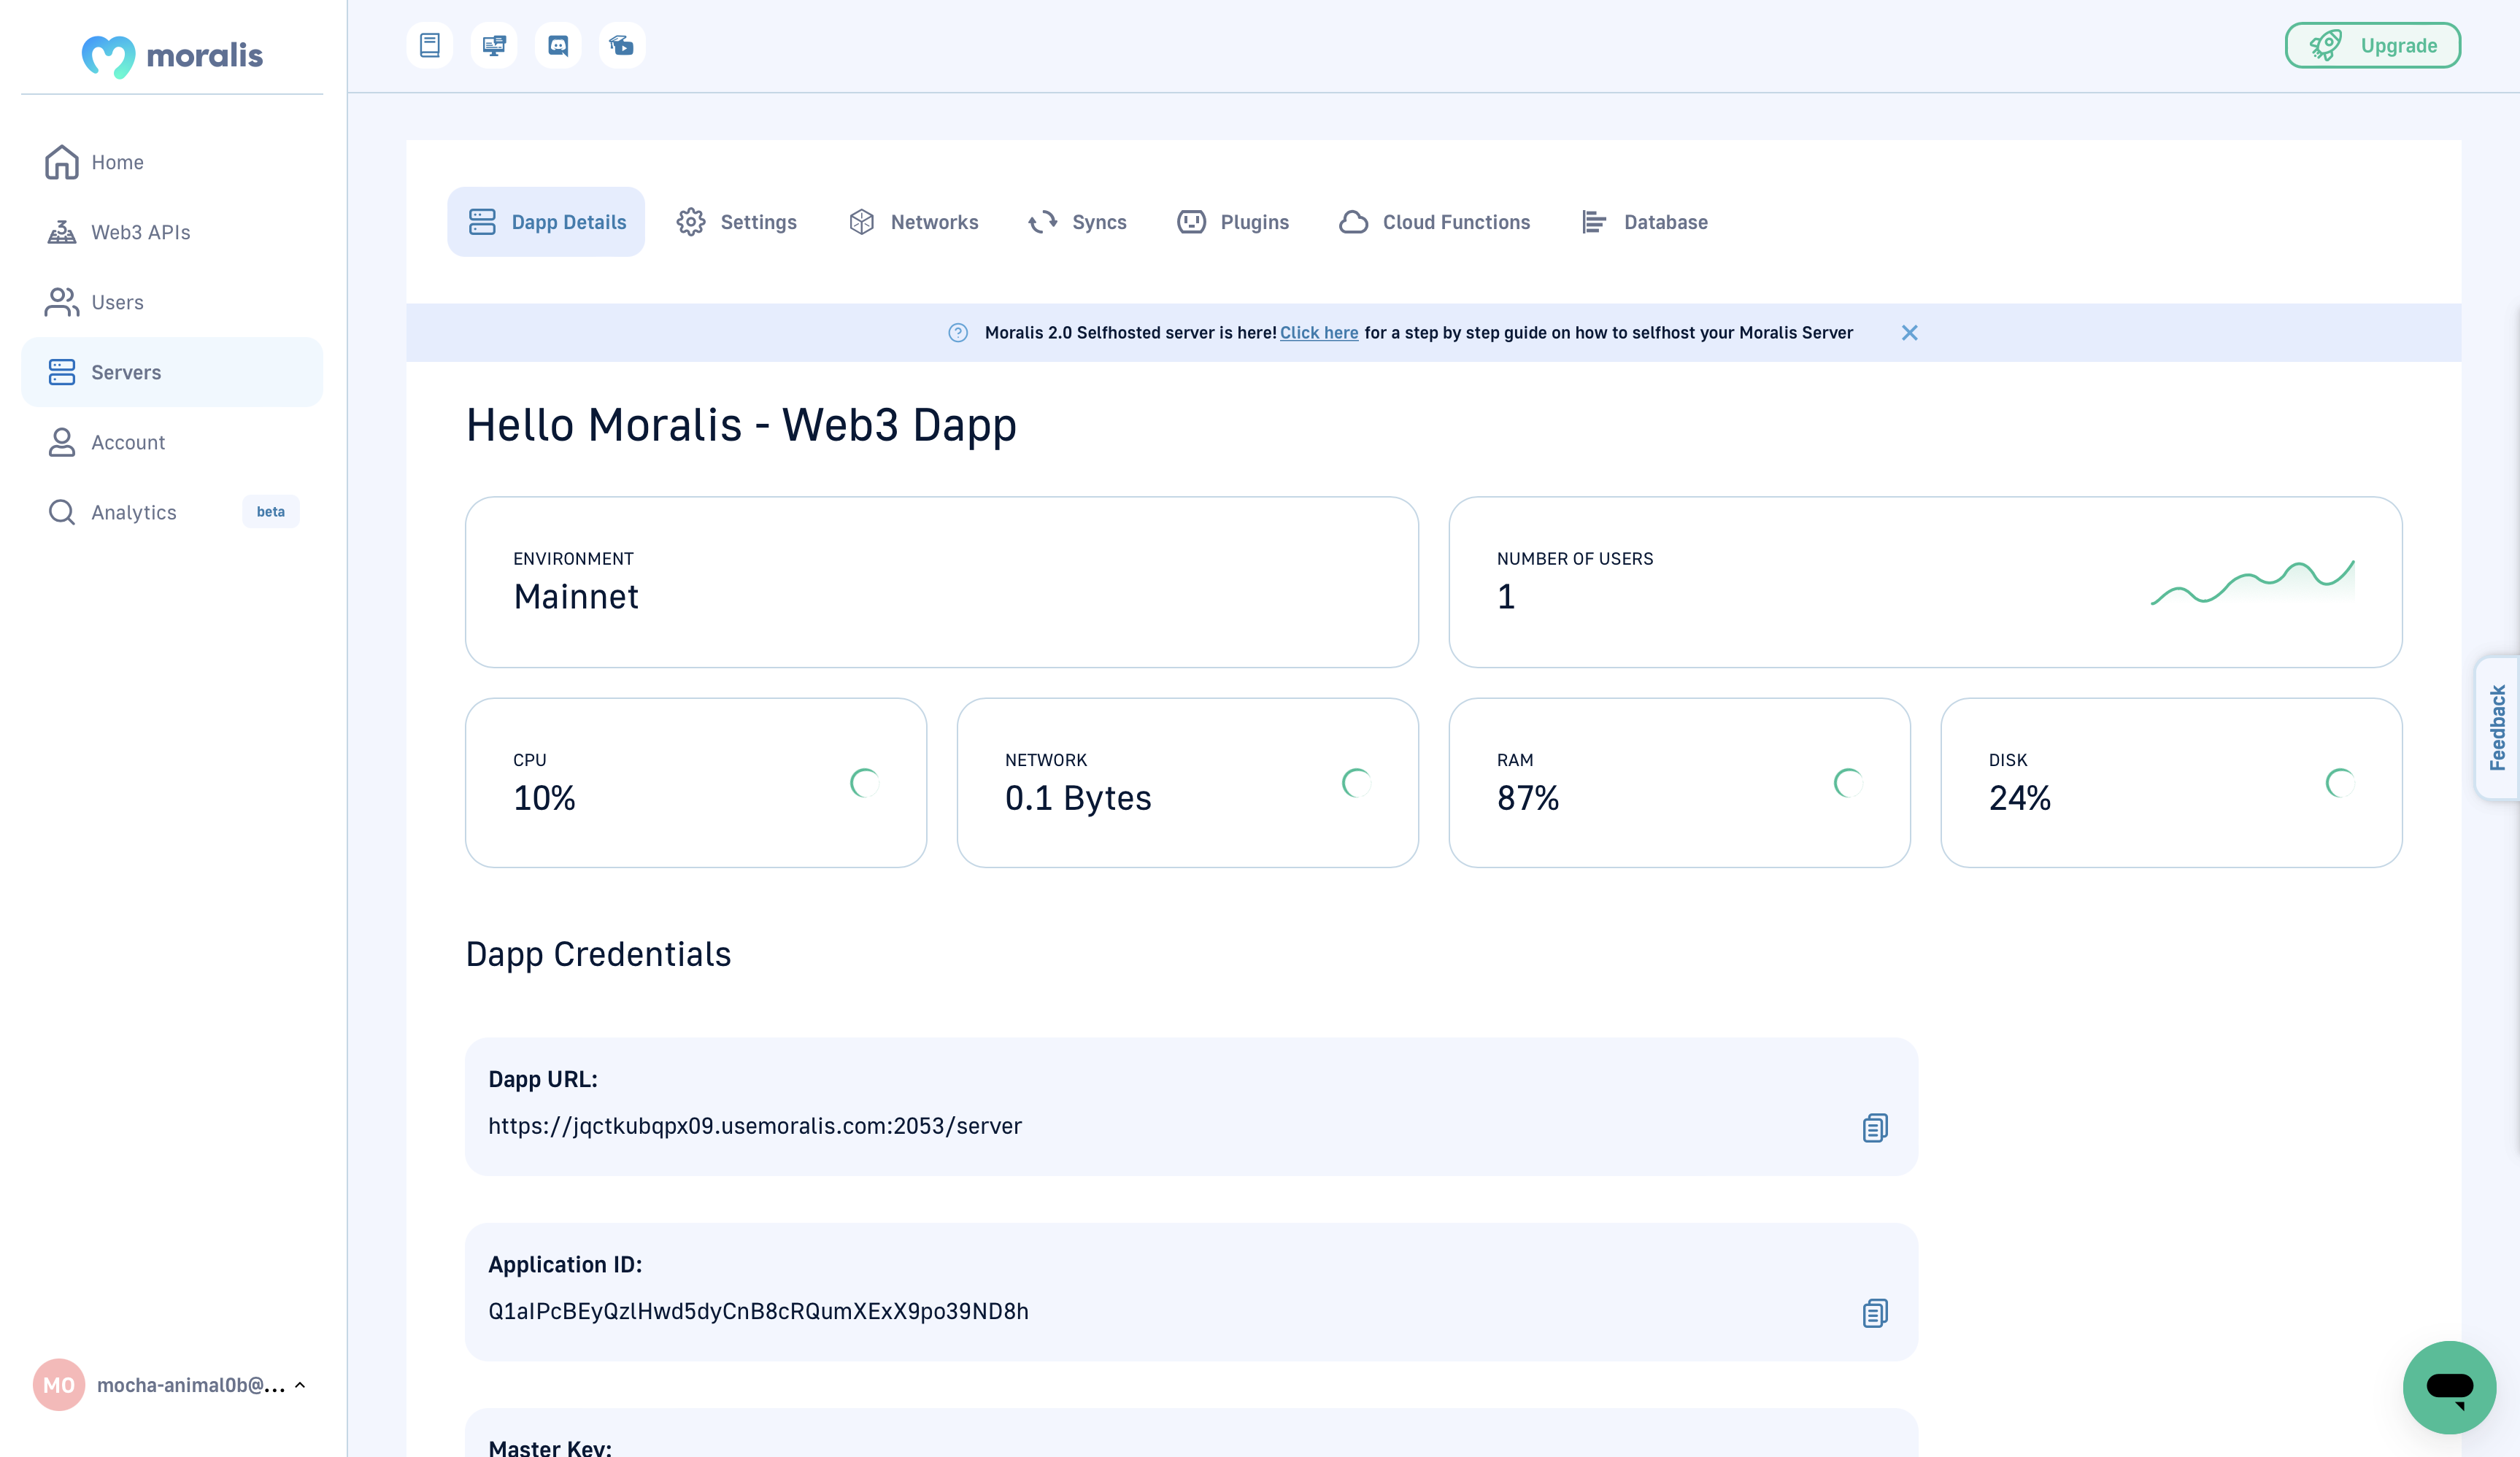 moralis
Upgrade
Home
Web3 APIs
Users
Servers
Account
Analytics beta
Dapp Details Settings Networks Syncs Plugins Cloud Functions Database
Moralis 2.0 Selfhosted server is here! Click here for a step by step guide on how to selfhost your Moralis Server
Hello Moralis - Web3 Dapp
ENVIRONMENT
Mainnet
NUMBER OF USERS
1
CPU
10%
NETWORK
0.1 Bytes
RAM
87%
DISK
24%
Feedback
Dapp Credentials
Dapp URL:
https://jqctkubqpx09.usemoralis.com:2053/server
Application ID:
Q1aIPcBEyQzlHwd5dyCnB8cRQumXExX9po39ND8h
Master Key:
MO mocha-animal0b@...